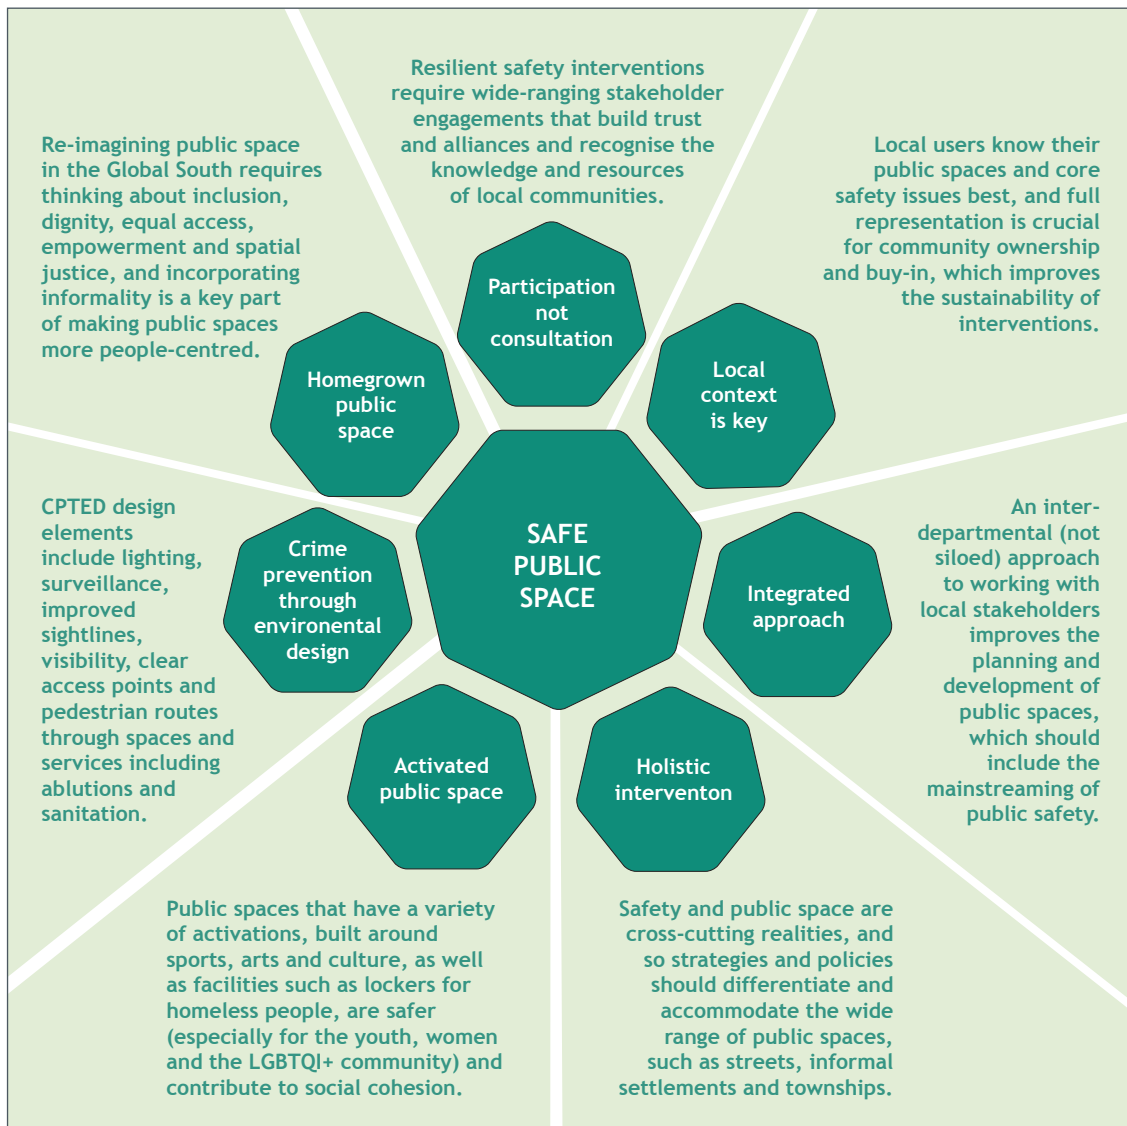 Resilient safety interventions
require wide-ranging stakeholder
engagements that build trust
and alliances and recognise the
knowledge and resources
of local communities.
Participation
not
consultation
Local users know their
public spaces and core
safety issues best, and full
representation is crucial
for community ownership
and buy-in, which improves
the sustainability of
interventions.
Local
context
is key
An inter-
departmental (not
siloed) approach
to working with
local stakeholders
improves the
planning and
development of
public spaces,
which should
include the
mainstreaming of
public safety.
Integrated
approach
Safety and public space are
cross-cutting realities, and
so strategies and policies
should differentiate and
accommodate the wide
range of public spaces,
such as streets, informal
settlements and townships.
Holistic
interventon
Public spaces that have a variety
of activations, built around
sports, arts and culture, as well
as facilities such as lockers for
homeless people, are safer
(especially for the youth, women
and the LGBTQI+ community) and
contribute to social cohesion.
Activated
public space
CPTED design
elements
include lighting,
surveillance,
improved
sightlines,
visibility, clear
access points and
pedestrian routes
through spaces and
services including
ablutions and
sanitation.
Crime
prevention
through
environental
design
Re-imagining public space
in the Global South requires
thinking about inclusion,
dignity, equal access,
empowerment and spatial
justice, and incorporating
informality is a key part
of making public spaces
more people-centred.
Homegrown
public
space
SAFE
PUBLIC
SPACE